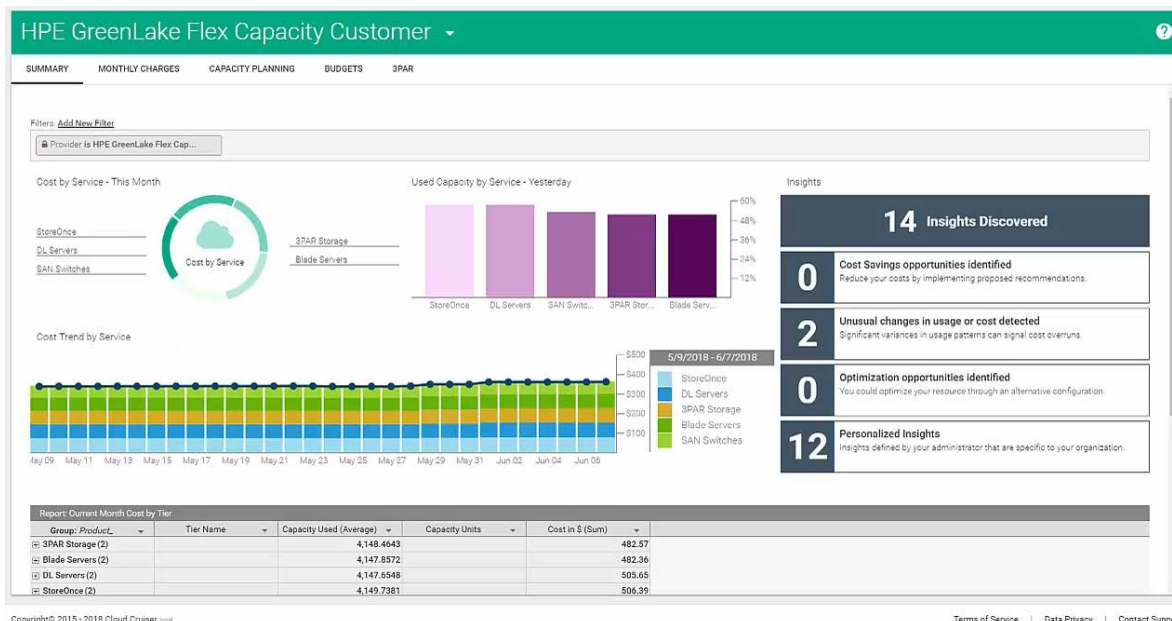 HPE GreenLake Flex Capacity Customer
?
SUMMARY MONTHLY CHARGES CAPACITY PLANNING BUDGETS 3PAR
Filters: Add New Filter
Provider is HPE GreenLake Flex Cap...
Cost by Service - This Month
StoreOnce
DL Servers
SAN Switches
Cost by Service
3PAR Storage
Blade Servers
Used Capacity by Service - Yesterday
60%
48%
36%
24%
12%
StoreOnce DL Servers SAN Switc... 3PAR Stor... Blade Serv...
Insights
14 Insights Discovered
0 Cost Savings opportunities identified
Reduce your costs by implementing proposed recommendations.
2 Unusual changes in usage or cost detected
Significant variances in usage patterns can signal cost overruns.
0 Optimization opportunities identified
You could optimize your resource through an alternative configuration.
12 Personalized Insights
Insights defined by your administrator that are specific to your organization.
Cost Trend by Service
$500
$400
$300
$200
$100
May 09 May 11 May 13 May 15 May 17 May 19 May 21 May 23 May 25 May 27 May 29 May 31 Jun 02 Jun 04 Jun 06
5/9/2018 - 6/7/2018
StoreOnce
DL Servers
3PAR Storage
Blade Servers
SAN Switches
Report: Current Month Cost by Tier
Group: Product_ Tier Name Capacity Used (Average) Capacity Units Cost in $ (Sum)
3PAR Storage (2) 4,148.4643 482.57
Blade Servers (2) 4,147.8572 482.36
DL Servers (2) 4,147.6548 505.65
StoreOnce (2) 4,149.7381 506.39
Copyright© 2015 - 2018 Cloud Cruiser
Terms of Service | Data Privacy | Contact Supp